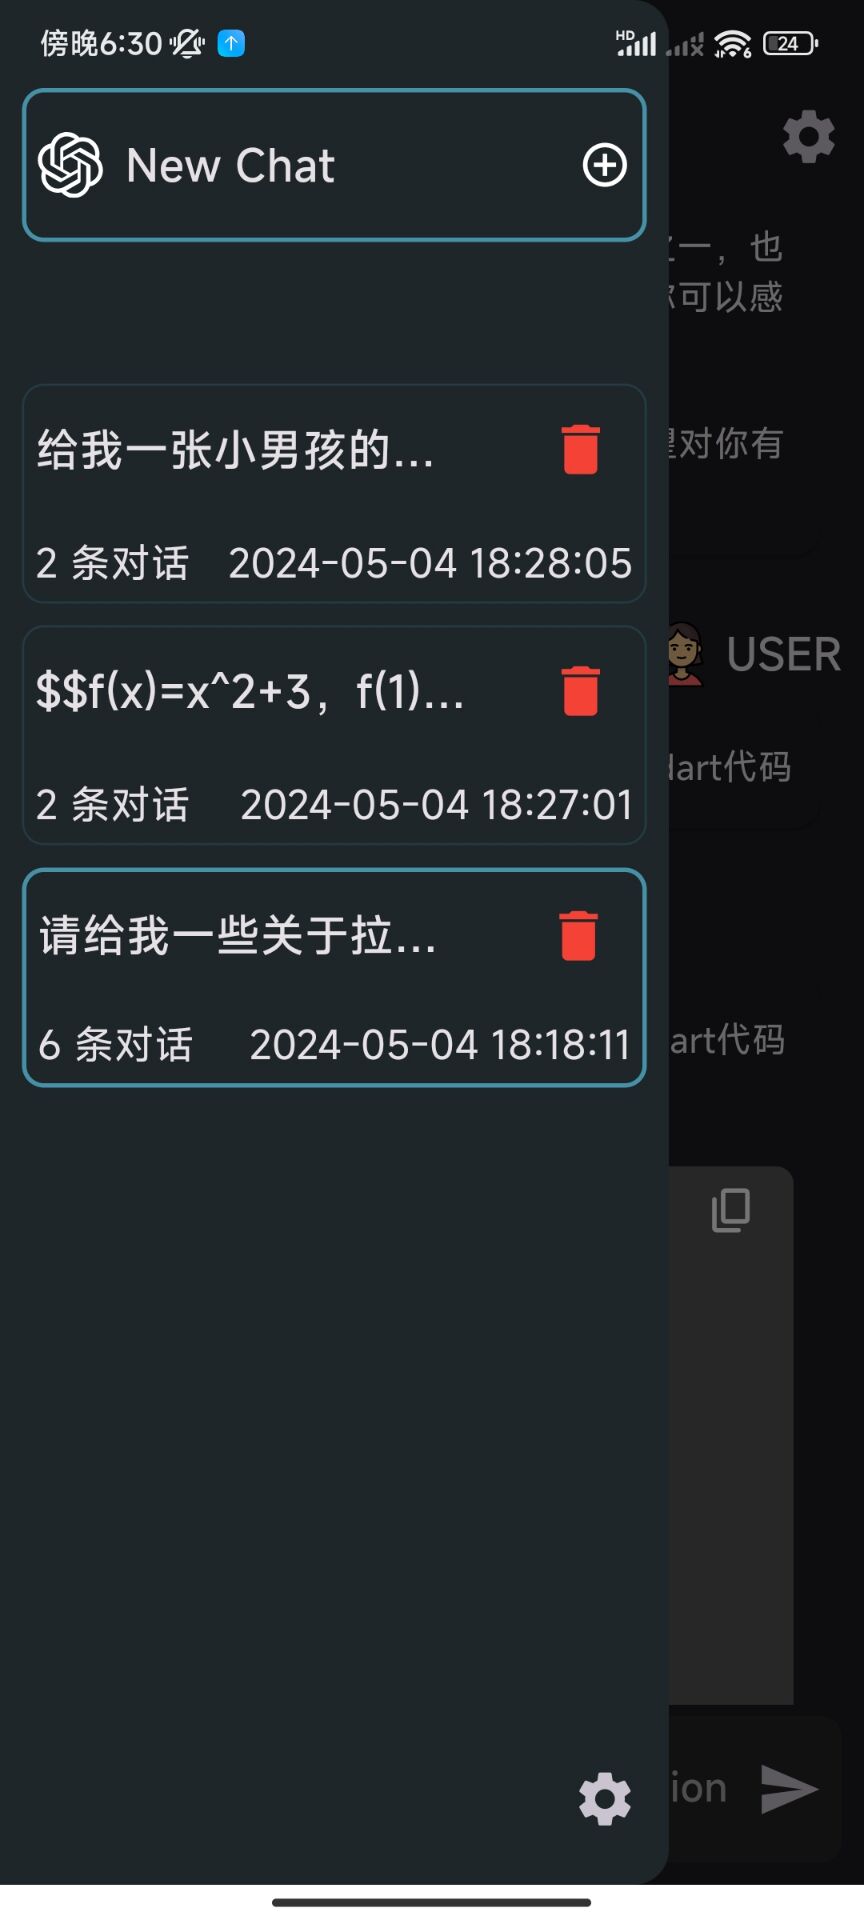 傍晚6:30
HD
6
24
New Chat
一，也
可以感
给我一张小男孩的...
对你有
2 条对话 2024-05-04 18:28:05
USER
$$f(x)=x^2+3，f(1)...
art代码
2 条对话 2024-05-04 18:27:01
请给我一些关于拉...
6 条对话 2024-05-04 18:18:11
art代码
ion